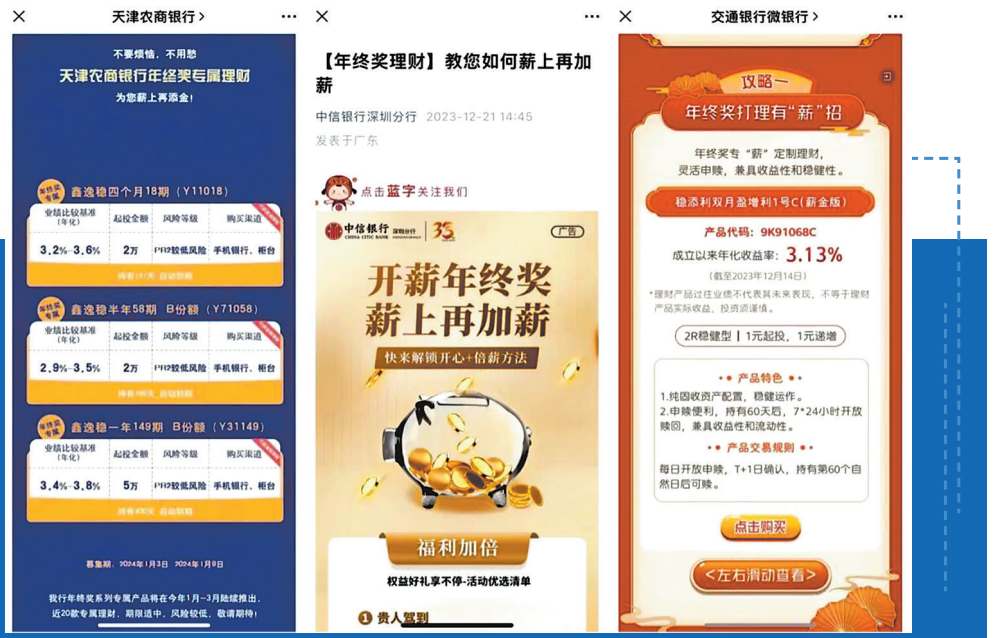 天津农商银行>
不要烦恼，不用愁
天津农商银行年终奖专属理财
为您薪上再添金！
年终奖专属
鑫逸稳四个月18期（Y11018）
业绩比较基准（年化） 起投金额 风险等级 购买渠道
3.2%-3.6% 2万 PR2较低风险 手机银行、柜台
年终奖专属
鑫逸稳半年58期 B份额（Y71058）
业绩比较基准（年化） 起投金额 风险等级 购买渠道
2.9%-3.5% 2万 PR2较低风险 手机银行、柜台
年终奖专属
鑫逸稳一年149期 B份额（Y31149）
业绩比较基准（年化） 起投金额 风险等级 购买渠道
3.4%-3.8% 5万 PR2较低风险 手机银行、柜台
募集期：2024年1月3日 2024年1月9日
我行年终奖系列专属产品将在今年1月-3月陆续推出，
近20款专属理财，期限适中，风险较低，敬请期待！
【年终奖理财】教您如何薪上再加
薪
中信银行深圳分行 2023-12-21 14:45
发表于广东
点击蓝字关注我们
中信银行 深圳分行
CHINA CITIC BANK
广告
开薪年终奖
薪上再加薪
快来解锁开心+倍薪方法
福利加倍
权益好礼享不停-活动优选清单
1 贵人驾到
交通银行微银行>
攻略一
年终奖打理有“薪”招
年终奖专“薪”定制理财，
灵活申赎，兼具收益性和稳健性。
稳添利双月盈增利1号C(薪金版)
产品代码：9K91068C
成立以来年化收益率：3.13%
(截至2023年12月14日)
*理财产品过往业绩不代表其未来表现，不等于理财
产品实际收益，投资须谨慎。
2R稳健型 | 1元起投，1元递增
产品特色
1.纯固收资产配置，稳健运作。
2.申赎便利，持有60天后，7*24小时开放
赎回，兼具收益性和流动性。
产品交易规则
每日开放申赎，T+1日确认，持有第60个自
然日后可赎。
点击购买
<左右滑动查看>